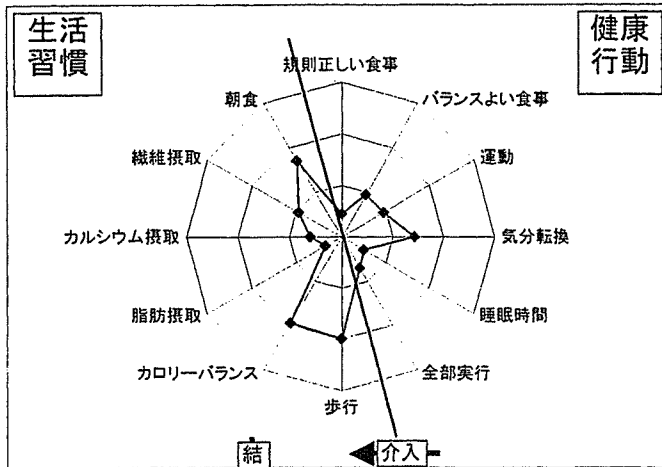 生活
習慣
健康
行動
規則正しい食事
朝食
バランスよい食事
繊維摂取
運動
カルシウム摂取
気分転換
脂肪摂取
睡眠時間
カロリーバランス
全部実行
歩行
結
介入